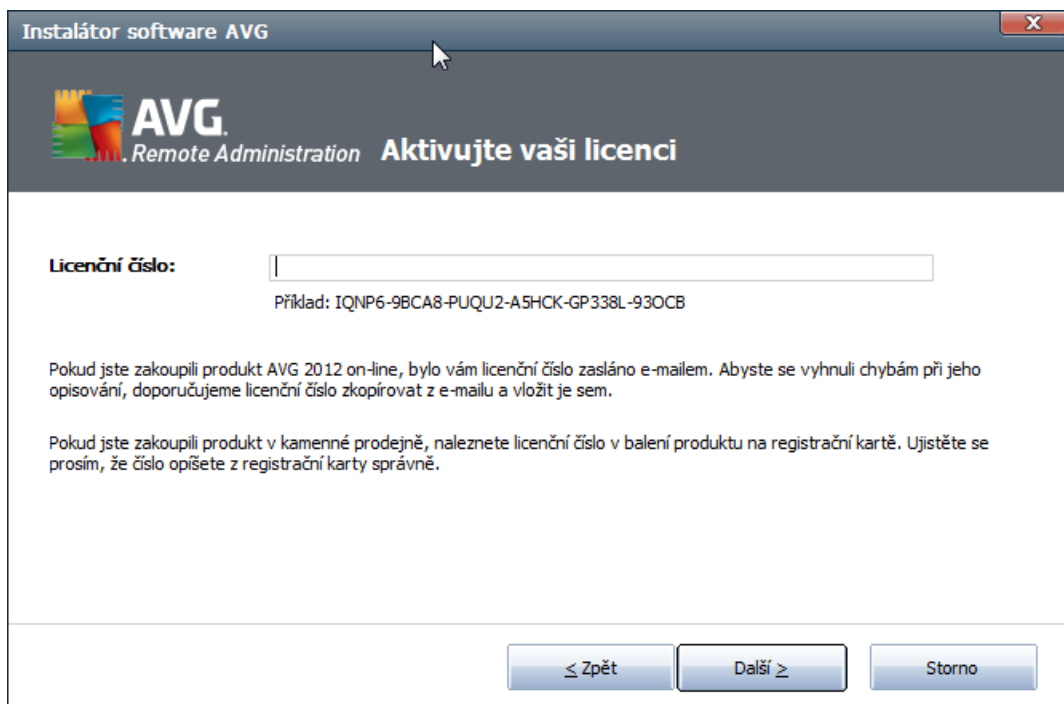 Instalátor software AVG
X
AVG.
Remote Administration
Aktivujte vaši licenci
Licenční číslo:
Příklad: IQNP6-9BCA8-PUQU2-A5HCK-GP338L-93OCB
Pokud jste zakoupili produkt AVG 2012 on-line, bylo vám licenční číslo zasláno e-mailem. Abyste se vyhnuli chybám při jeho
opisování, doporučujeme licenční číslo zkopírovat z e-mailu a vložit je sem.
Pokud jste zakoupili produkt v kamenné prodejně, naleznete licenční číslo v balení produktu na registrační kartě. Ujistěte se
prosím, že číslo opíšete z registrační karty správně.
< Zpět
Další >
Storno